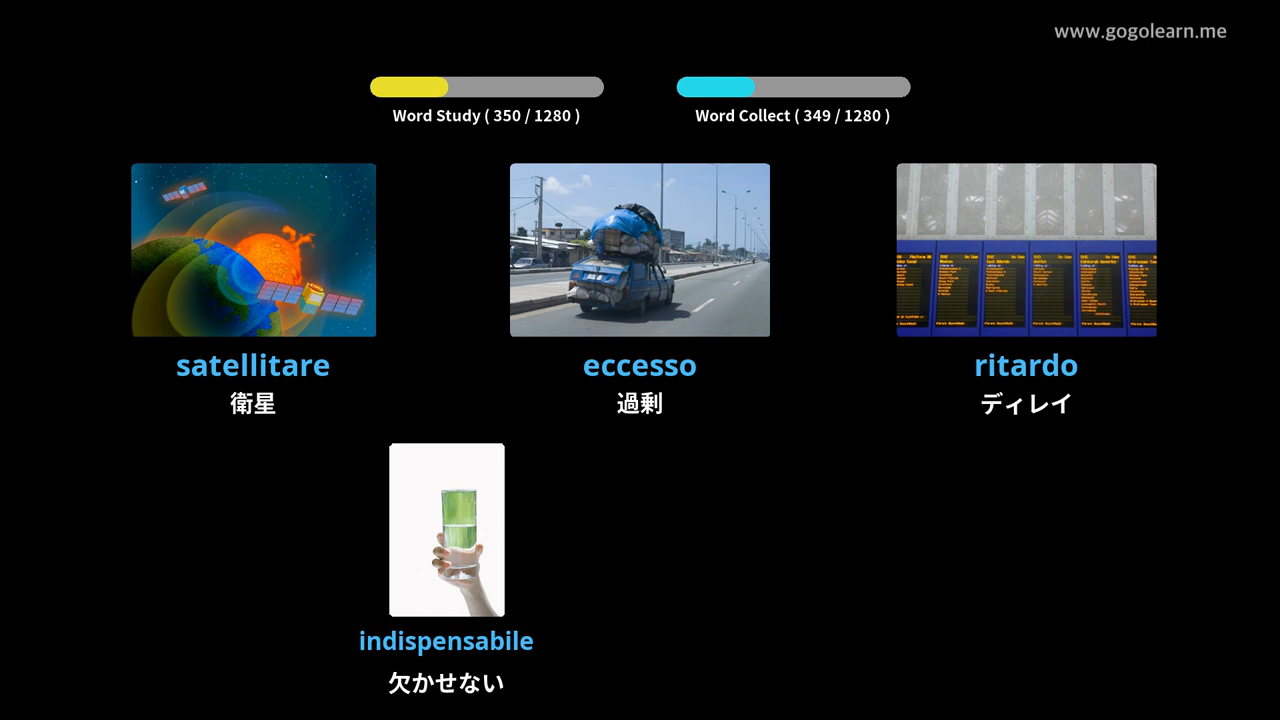 www.gogolearn.me
Word Study ( 350 / 1280 )
Word Collect ( 349 / 1280 )
satellitare
衛星
eccesso
過剰
ritardo
ディレイ
indispensabile
欠かせない